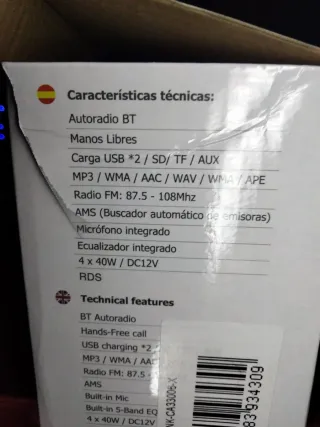 Características técnicas:
Autoradio BT
Manos Libres
Carga USB *2 / SD/ TF / AUX
MP3 / WMA / AAC / WAV / WMA / APE
Radio FM: 87.5 - 108Mhz
AMS (Buscador automático de emisoras)
Micrófono integrado
Ecualizador integrado
4 x 40W / DC12V
RDS
Technical features
BT Autoradio
Hands-Free call
USB charging *2
MP3 / WMA / AAC
Radio FM: 87.5 -
AMS
Built-in Mic
Built-in 5-Band EQ
4 x 40W / DC12V
83934309